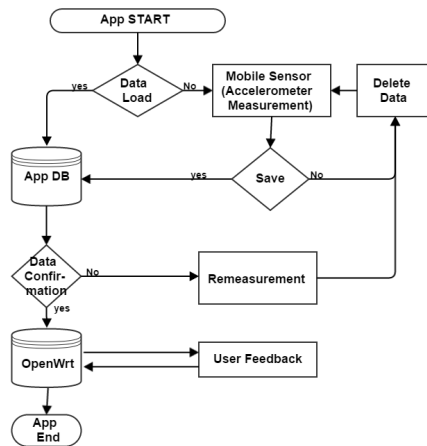 App START
Data
Load
yes
No
Mobile Sensor
(Accelerometer
Measurement)
Delete
Data
App DB
yes
Save
No
Data
Confir-
mation
No
Remeasurement
yes
OpenWrt
User Feedback
App
End